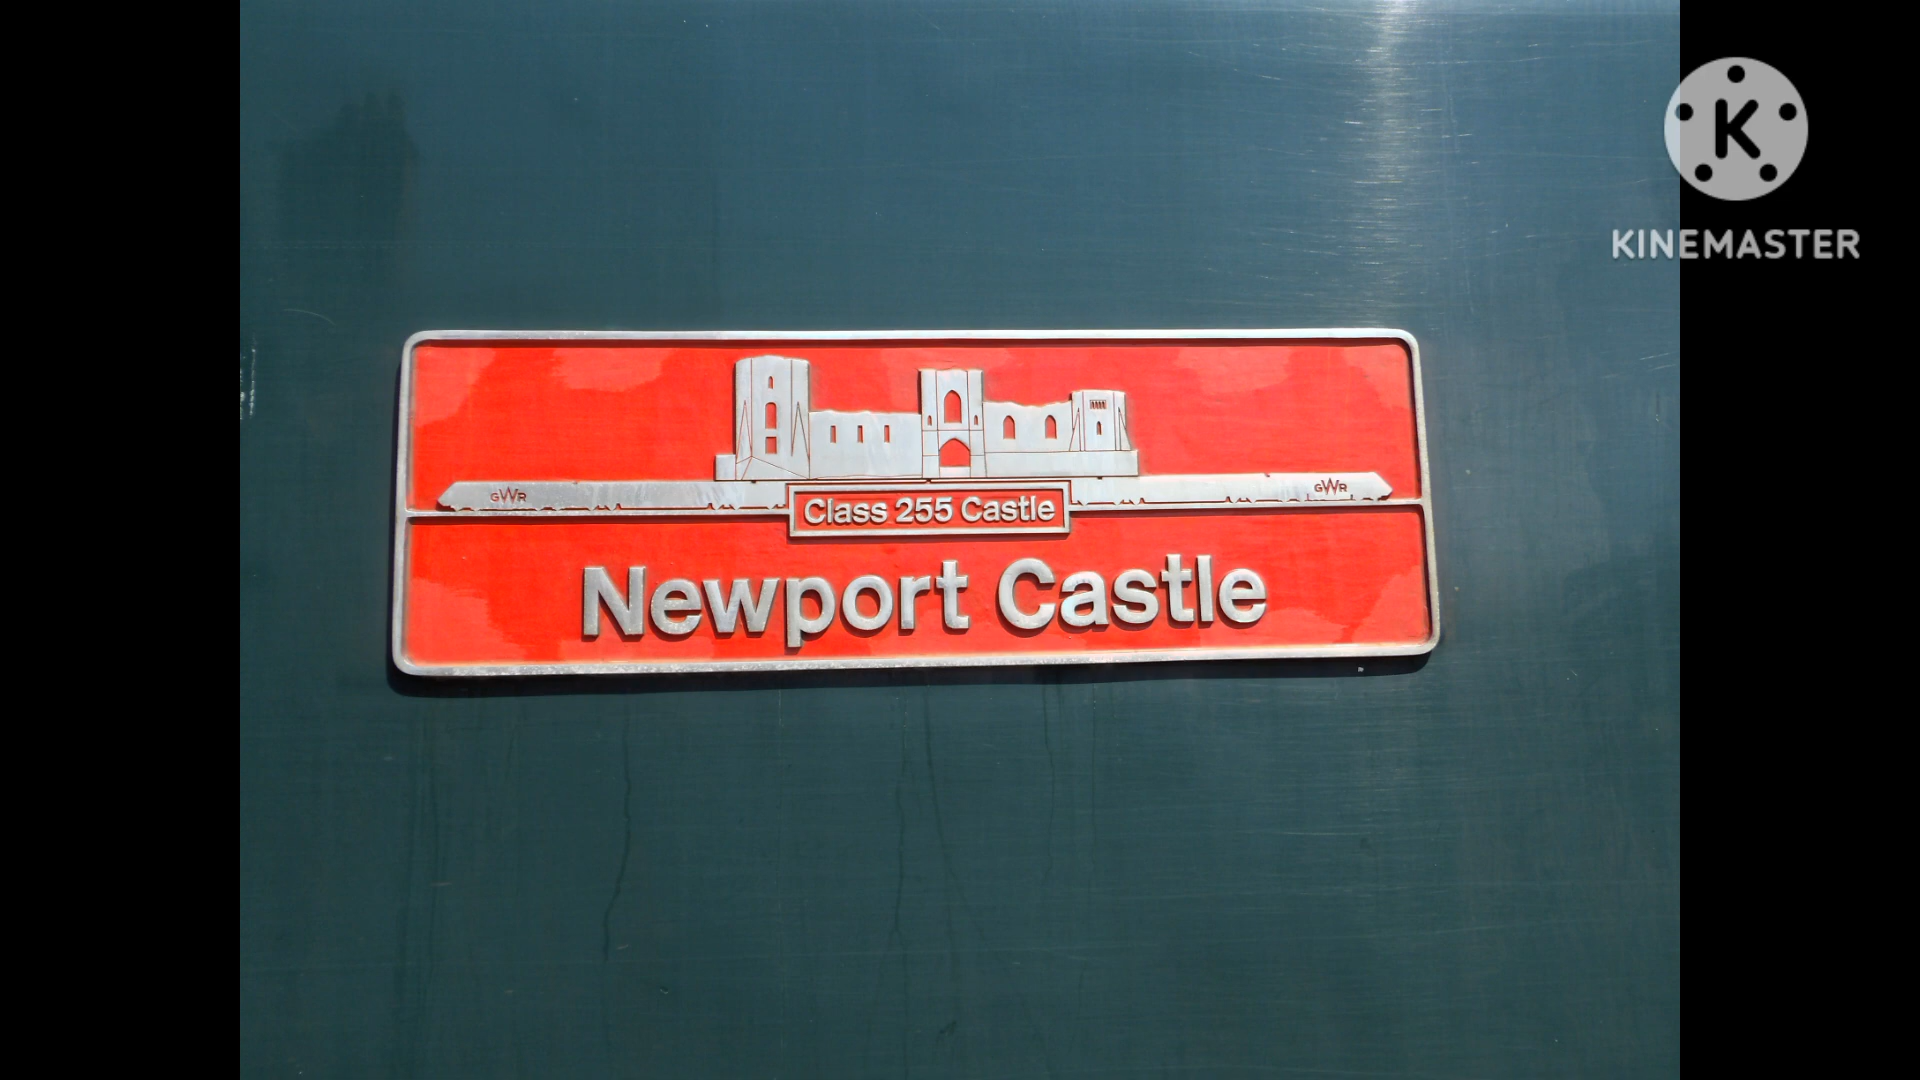 K
KINEMASTER
GWR
GWR
Class 255 Castle
Newport Castle